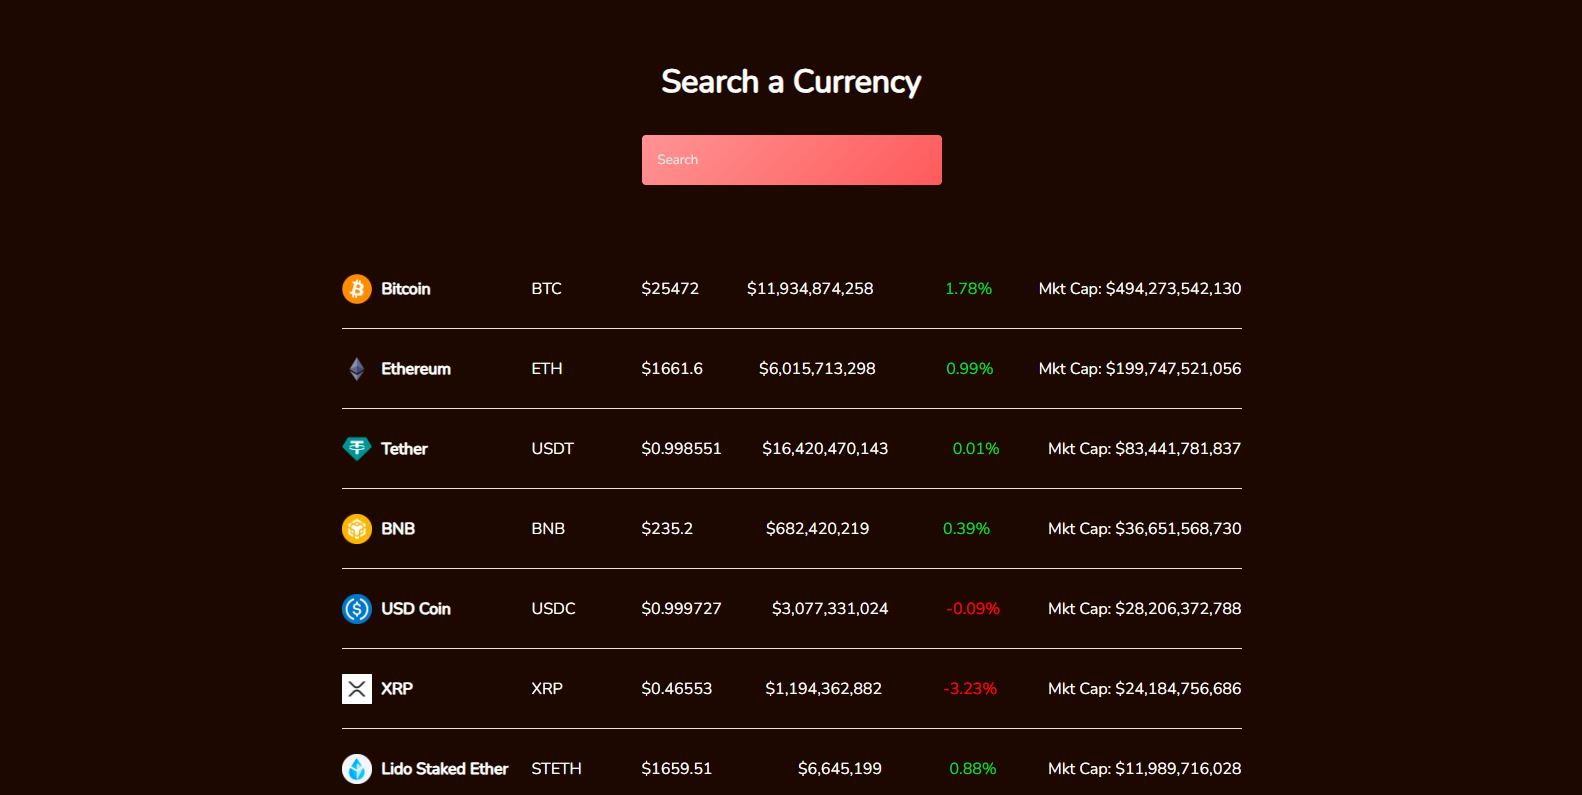 Search a Currency
Search
Bitcoin BTC $25472 $11,934,874,258 1.78% Mkt Cap: $494,273,542,130
Ethereum ETH $1661.6 $6,015,713,298 0.99% Mkt Cap: $199,747,521,056
Tether USDT $0.998551 $16,420,470,143 0.01% Mkt Cap: $83,441,781,837
BNB BNB $235.2 $682,420,219 0.39% Mkt Cap: $36,651,568,730
USD Coin USDC $0.999727 $3,077,331,024 -0.09% Mkt Cap: $28,206,372,788
XRP XRP $0.46553 $1,194,362,882 -3.23% Mkt Cap: $24,184,756,686
Lido Staked Ether STETH $1659.51 $6,645,199 0.88% Mkt Cap: $11,989,716,028